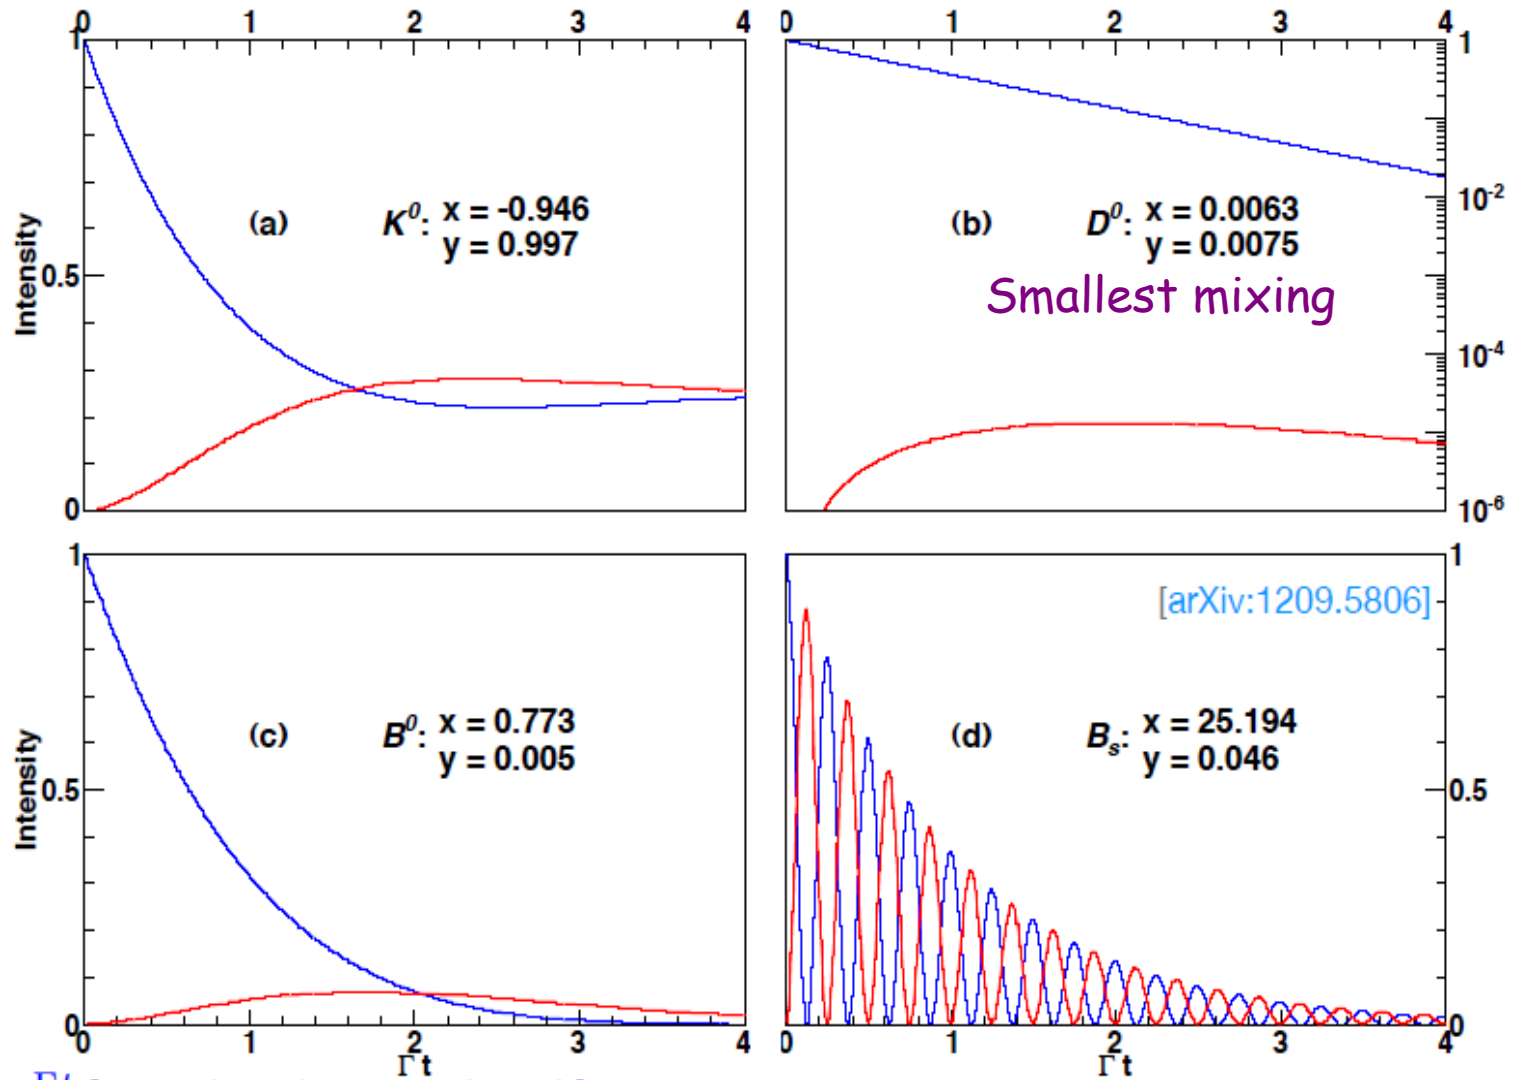 0 1 2 3 4
0 1 2 3 4
1
1
Intensity
0.5
0
(a)
K⁰: x = -0.946
y = 0.997
(b)
D⁰: x = 0.0063
y = 0.0075
Smallest mixing
10⁻²
10⁻⁴
10⁻⁶
1
Intensity
0.5
0
(c)
B⁰: x = 0.773
y = 0.005
[arXiv:1209.5806]
(d)
Bₛ: x = 25.194
y = 0.046
1
0.5
0
0 1 2 3 4
Γt
0 1 2 3 4
Γt